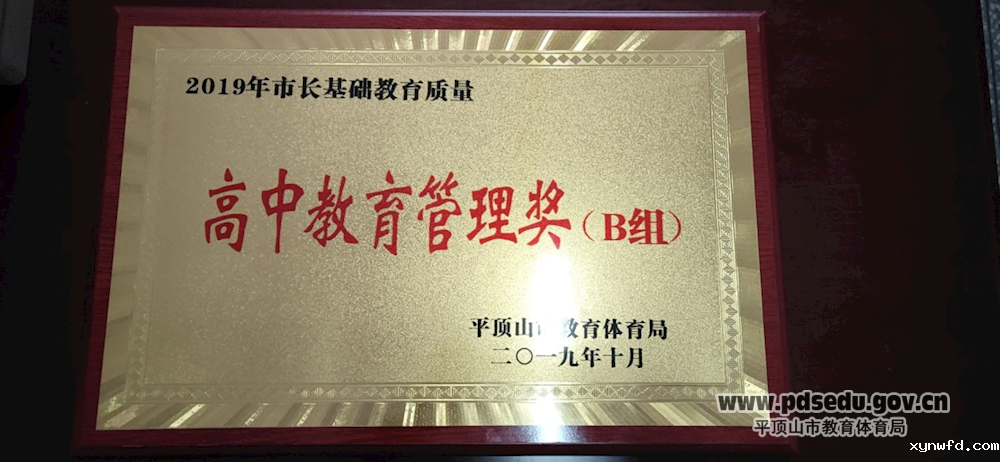 2019年市长基础教育质量
高中教育管理奖（B组）
平顶山 教育体育局
二〇一九年十月
www.pdsedu.gov.cn
平顶山市教育体育局
xynwfd.com